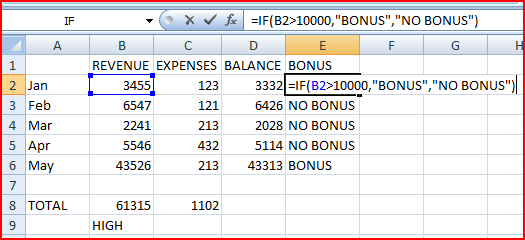 IF =IF(B2>10000,"BONUS","NO BONUS")
A B C D E F G H
1 REVENUE EXPENSES BALANCE BONUS
2 Jan 3455 123 3332 =IF(B2>10000,"BONUS","NO BONUS")
3 Feb 6547 121 6426 NO BONUS
4 Mar 2241 213 2028 NO BONUS
5 Apr 5546 432 5114 NO BONUS
6 May 43526 213 43313 BONUS
7
8 TOTAL 61315 1102
9 HIGH